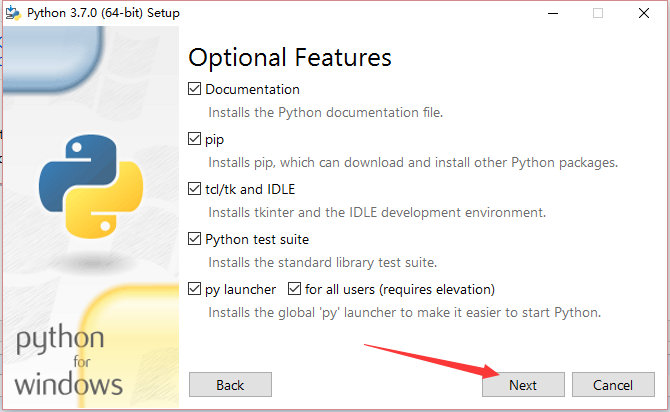 Python 3.7.0 (64-bit) Setup
Optional Features
Documentation
Installs the Python documentation file.
pip
Installs pip, which can download and install other Python packages.
tcl/tk and IDLE
Installs tkinter and the IDLE development environment.
Python test suite
Installs the standard library test suite.
py launcher for all users (requires elevation)
Installs the global 'py' launcher to make it easier to start Python.
python
for
windows
Back
Next
Cancel